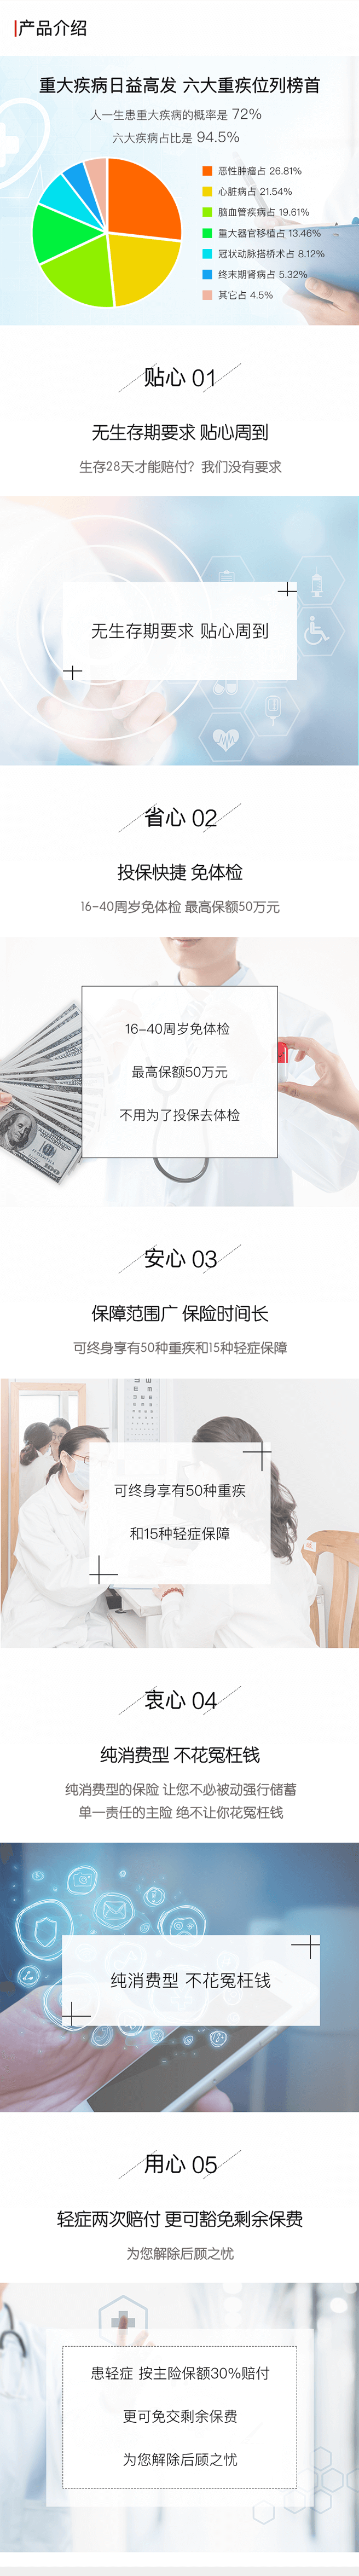 产品介绍
重大疾病日益高发 六大重疾位列榜首
人一生患重大疾病的概率是 72%
六大疾病占比是 94.5%
恶性肿瘤占 26.81%
心脏病占 21.54%
脑血管疾病占 19.61%
重大器官移植占 13.46%
冠状动脉搭桥术占 8.12%
终末期肾病占 5.32%
其它占 4.5%
贴心 01
无生存期要求 贴心周到
生存28天才能赔付？我们没有要求
无生存期要求 贴心周到
省心 02
投保快捷 免体检
16-40周岁免体检 最高保额50万元
16-40周岁免体检
最高保额50万元
不用为了投保去体检
安心 03
保障范围广 保险时间长
可终身享有50种重疾和15种轻症保障
可终身享有50种重疾
和15种轻症保障
衷心 04
纯消费型 不花冤枉钱
纯消费型的保险 让您不必被动强行储蓄
单一责任的主险 绝不让你花冤枉钱
纯消费型 不花冤枉钱
用心 05
轻症两次赔付 更可豁免剩余保费
为您解除后顾之忧
患轻症 按主险保额30%赔付
更可免交剩余保费
为您解除后顾之忧